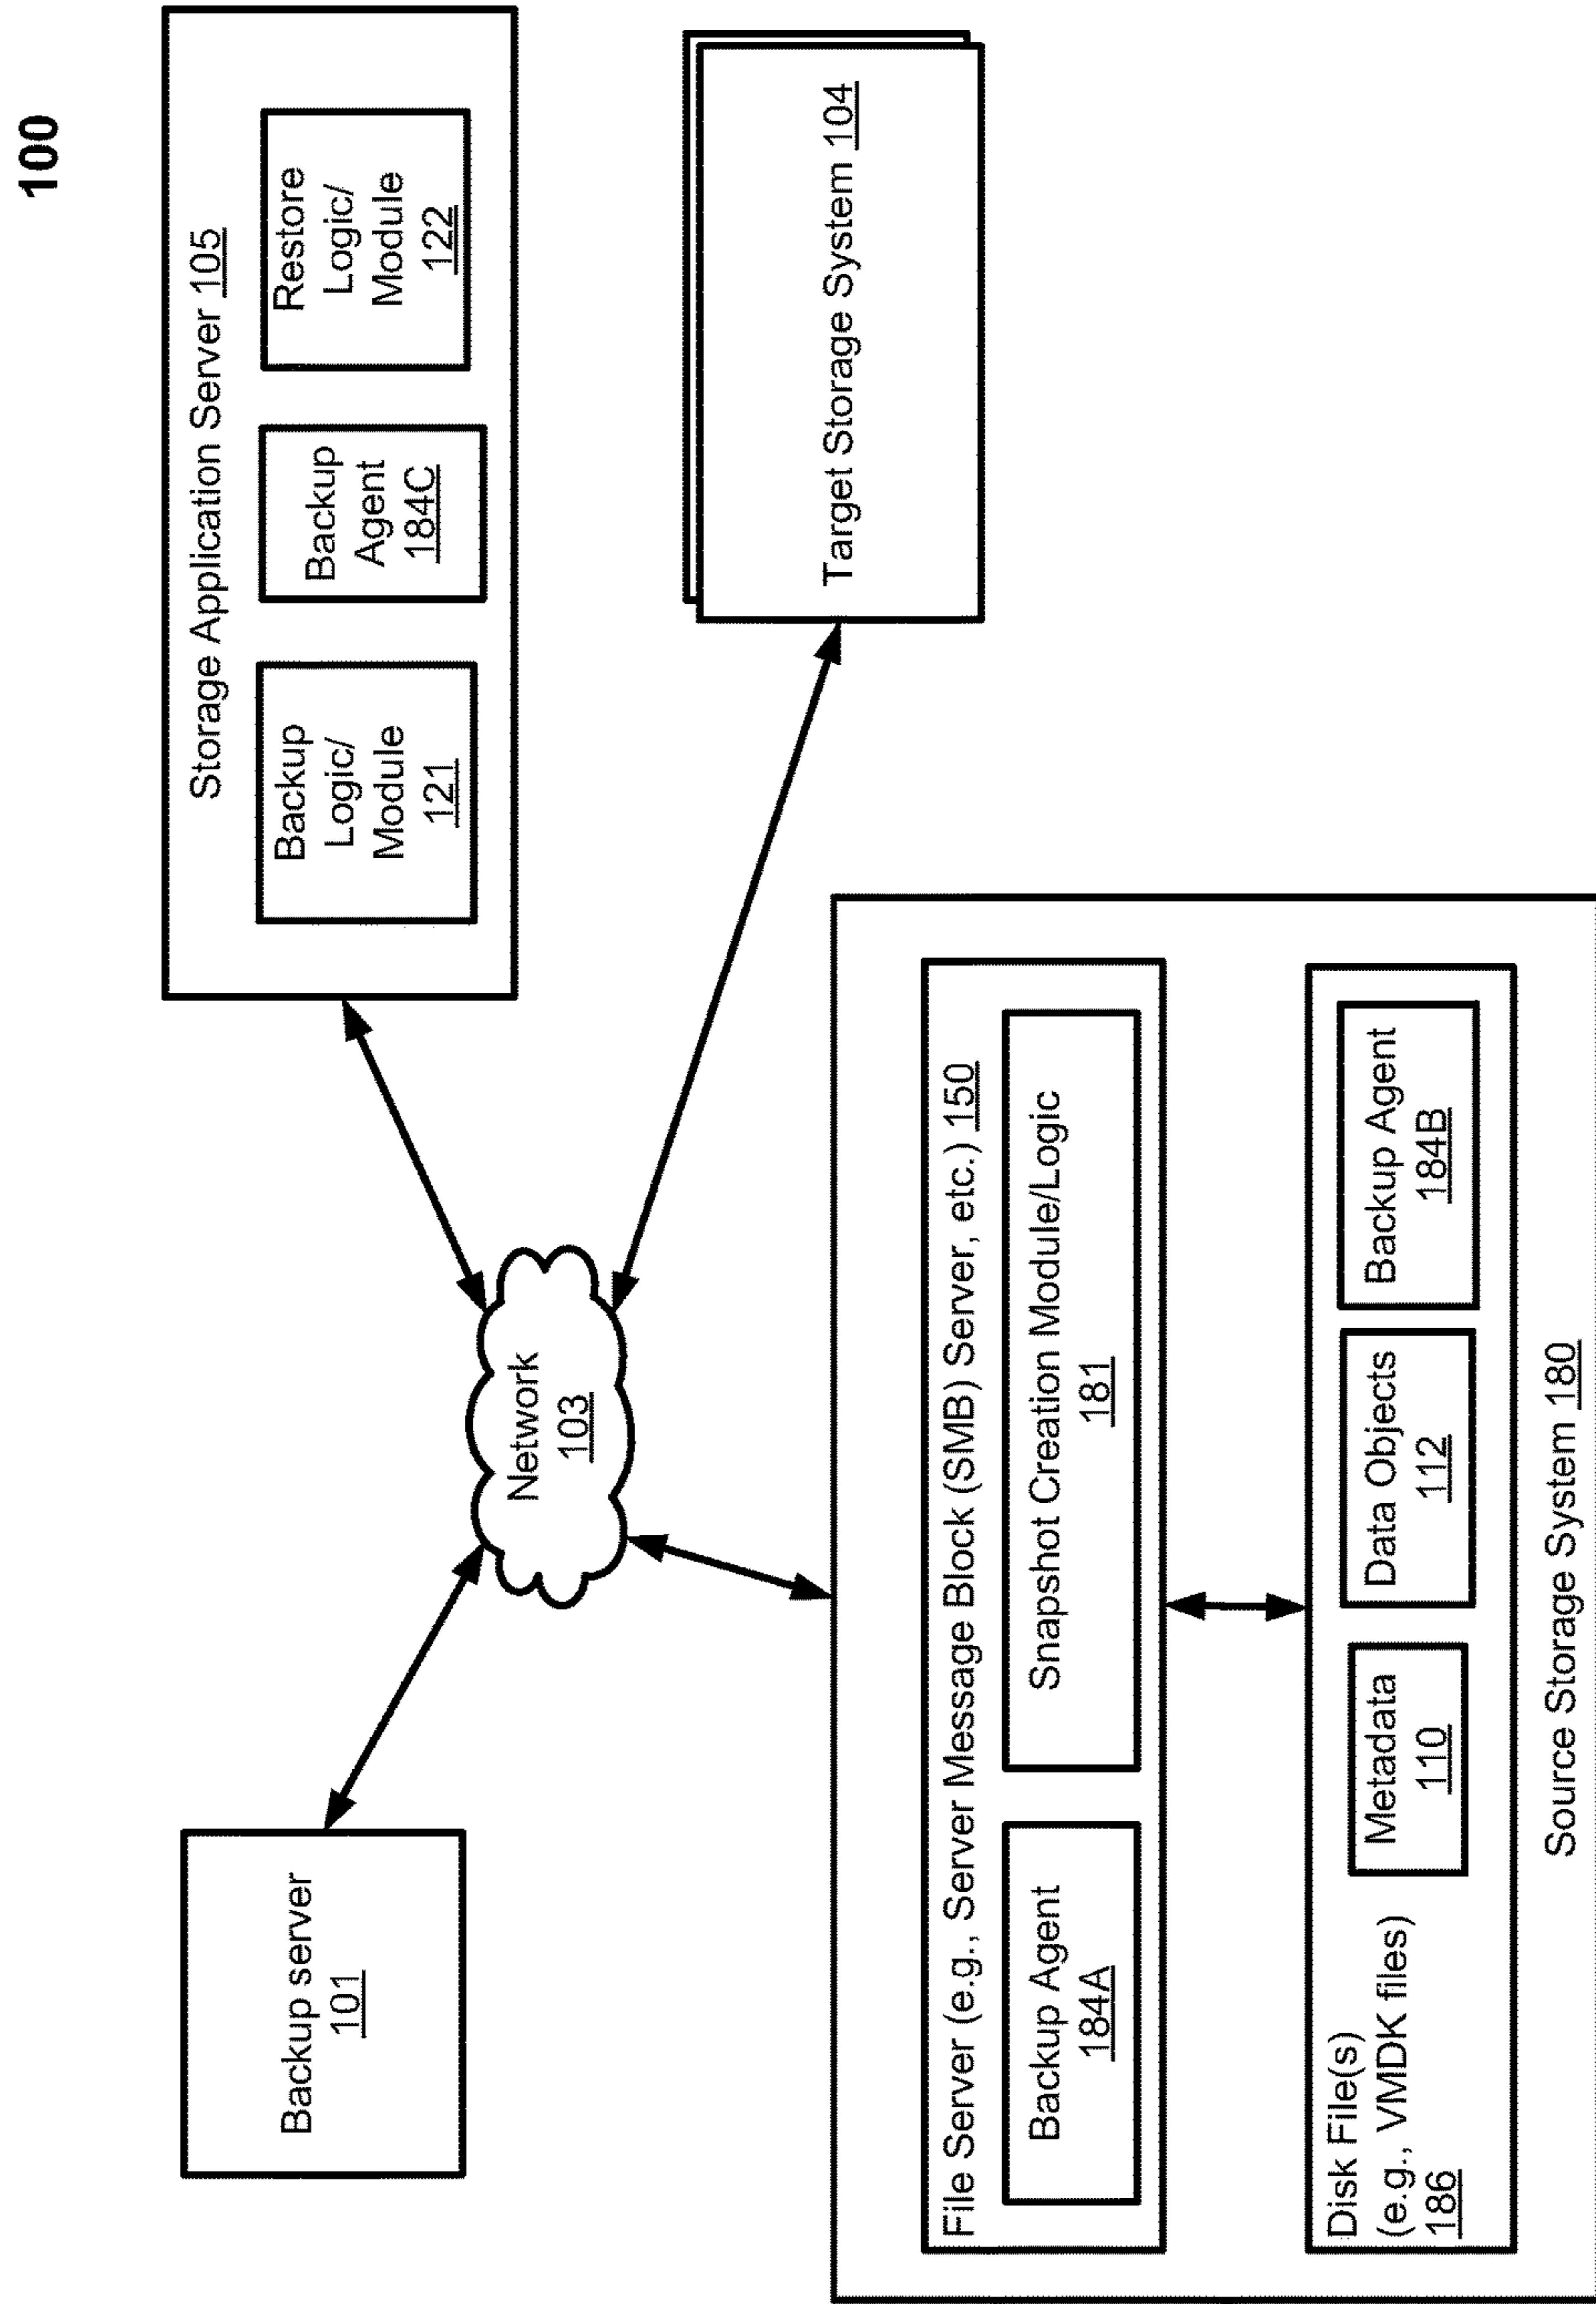 100
Backup server
101
Network
103
Storage Application Server 105
Backup
Logic/
Module
121
Backup
Agent
184C
Restore
Logic/
Module
122
Target Storage System 104
File Server (e.g., Server Message Block (SMB) Server, etc.) 150
Backup Agent
184A
Snapshot Creation Module/Logic
181
Disk File(s)
(e.g., VMDK files)
186
Metadata
110
Data Objects
112
Backup Agent
184B
Source Storage System 180